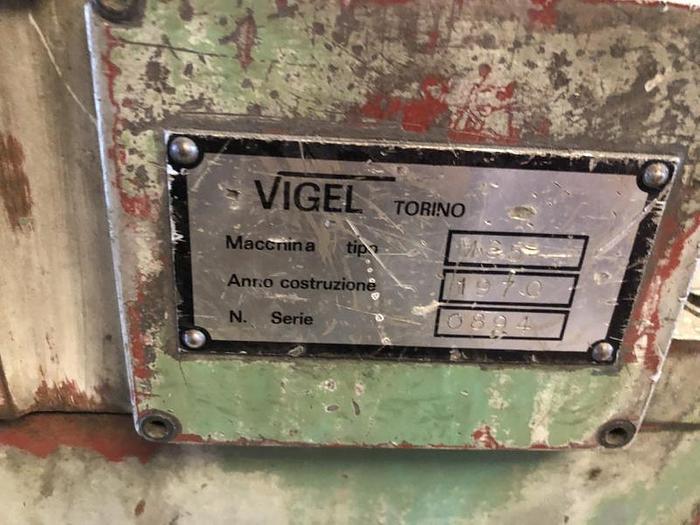 VIGEL TORINO
Macchina tipo
Anno costruzione 1970
N. Serie 0894